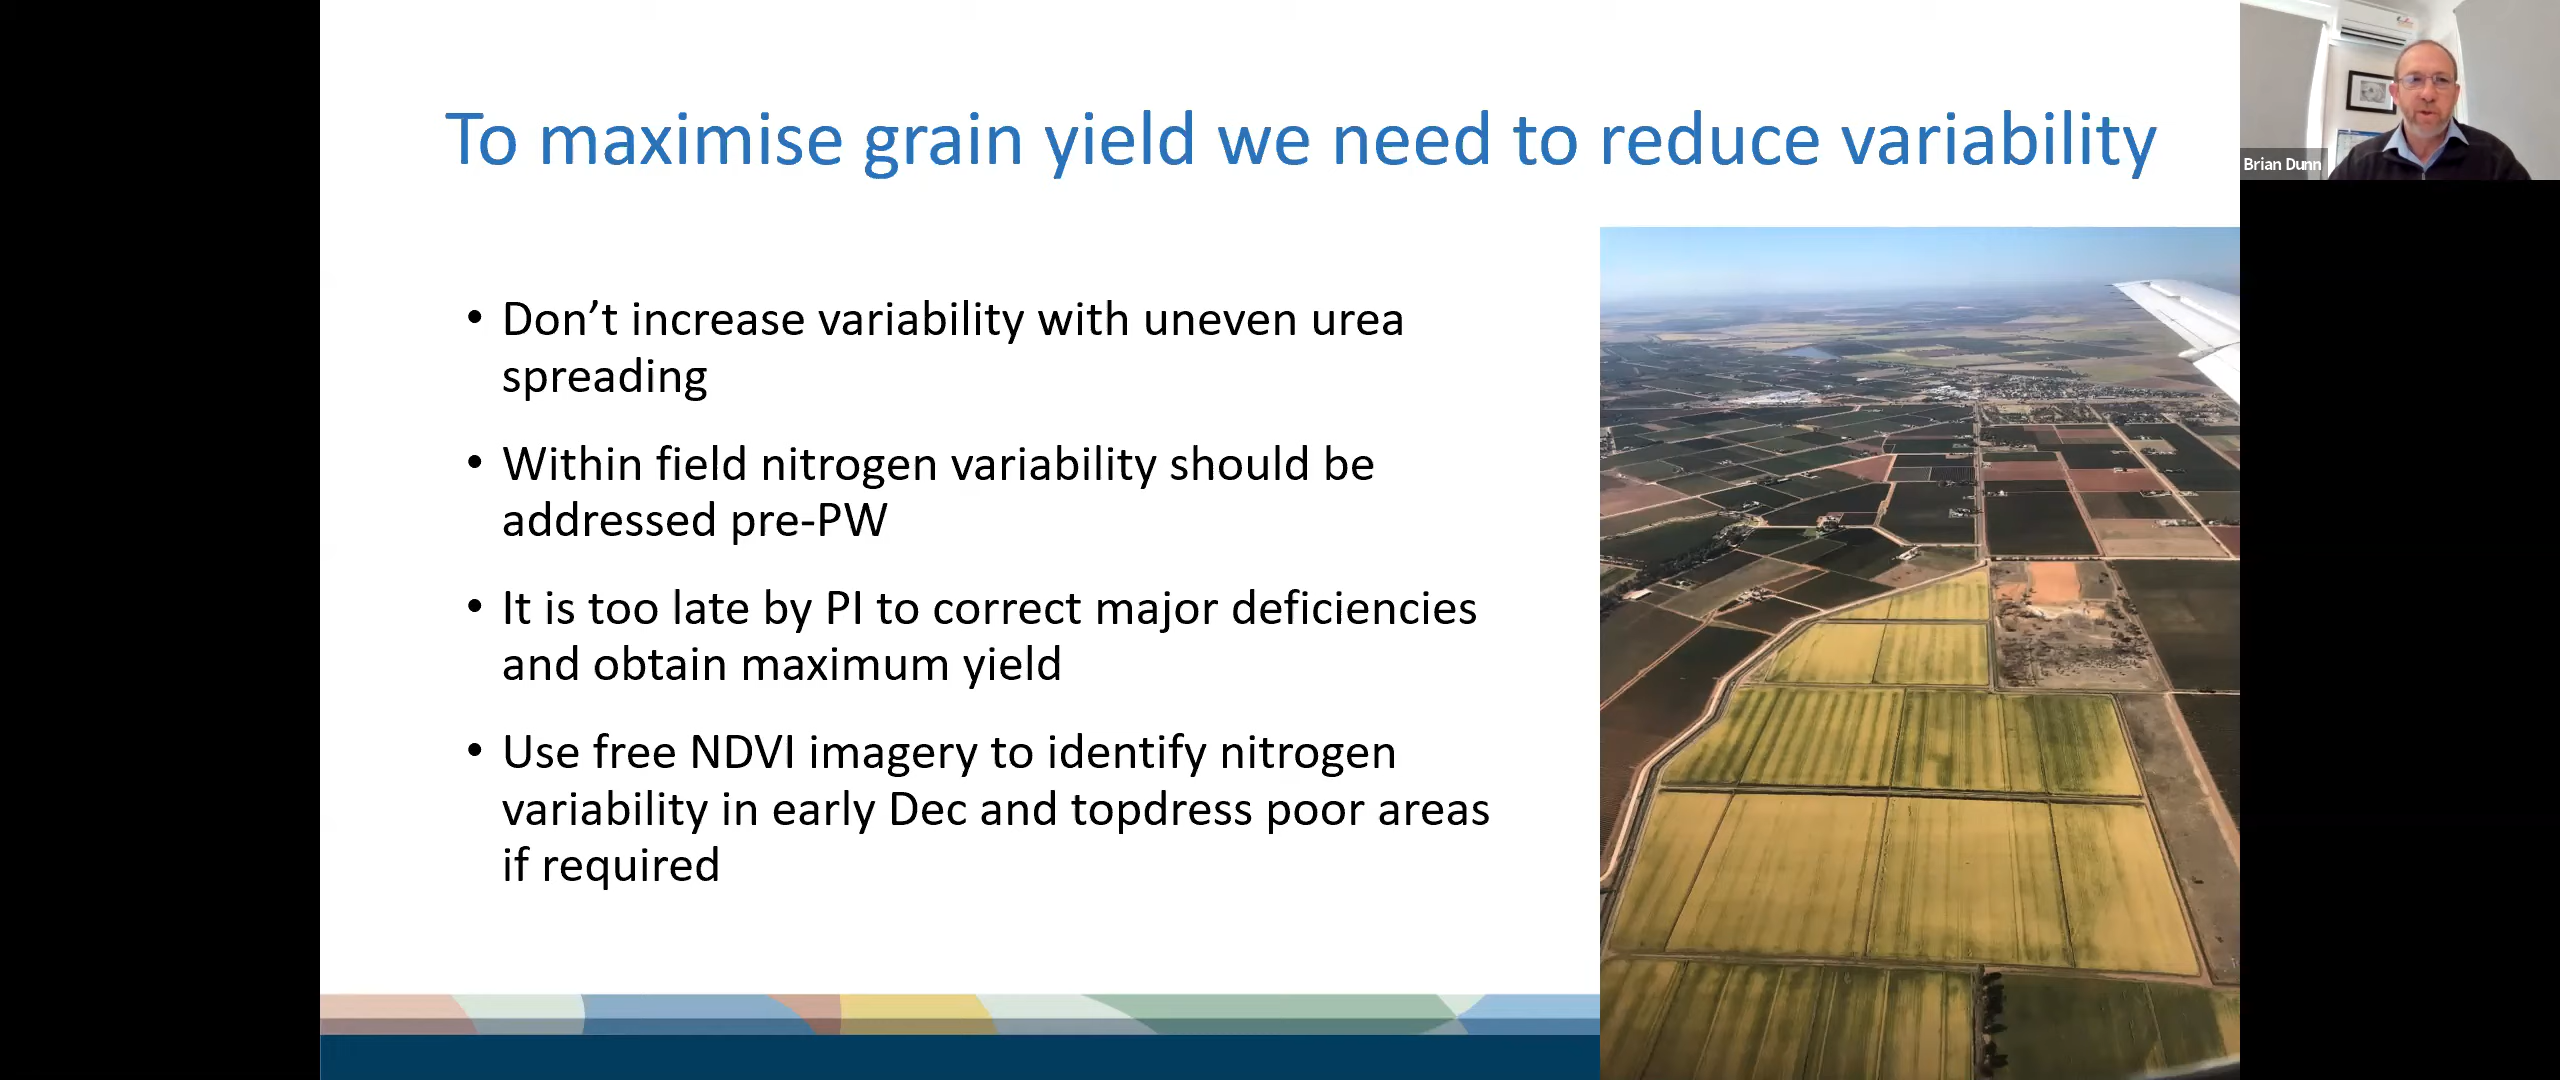 To maximise grain yield we need to reduce variability
Brian Dunn
• Don’t increase variability with uneven urea
spreading
• Within field nitrogen variability should be
addressed pre-PW
• It is too late by PI to correct major deficiencies
and obtain maximum yield
• Use free NDVI imagery to identify nitrogen
variability in early Dec and topdress poor areas
if required